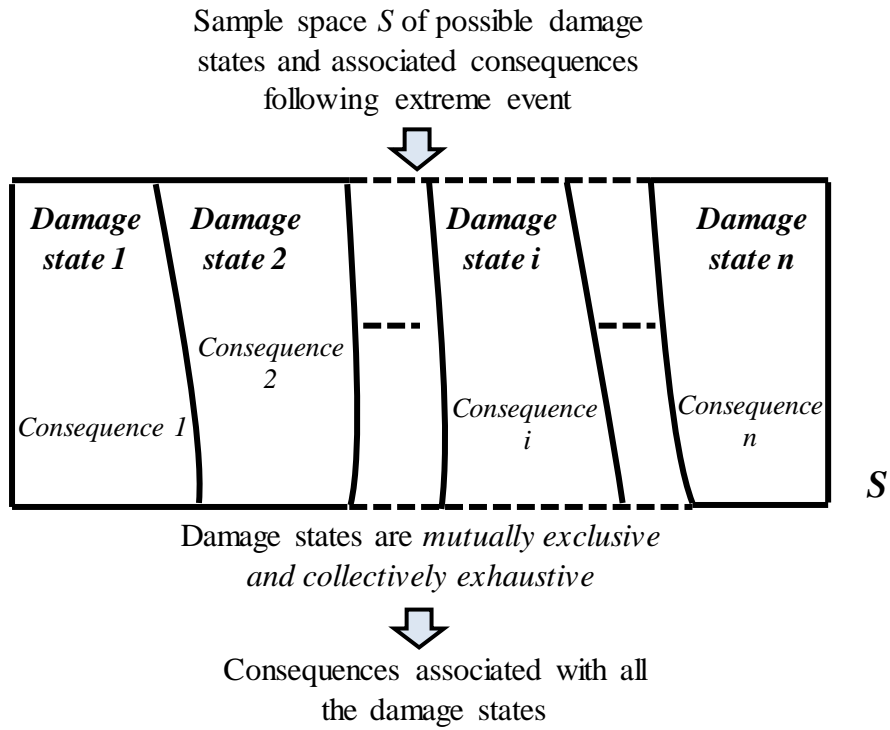 Sample space S of possible damage
states and associated consequences
following extreme event
Damage
state 1
Consequence 1
Damage
state 2
Consequence
2
Damage
state i
Consequence
i
Damage
state n
Consequence
n
S
Damage states are mutually exclusive
and collectively exhaustive
Consequences associated with all
the damage states